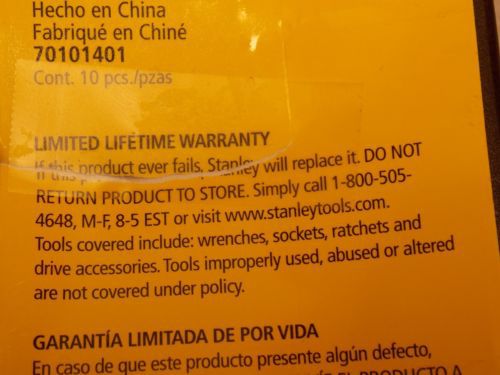 Hecho en China
Fabriqué en Chiné
70101401
Cont. 10 pcs./pzas
LIMITED LIFETIME WARRANTY
If this product ever fails, Stanley will replace it. DO NOT
RETURN PRODUCT TO STORE. Simply call 1-800-505-
4648, M-F, 8-5 EST or visit www.stanleytools.com.
Tools covered include: wrenches, sockets, ratchets and
drive accessories. Tools improperly used, abused or altered
are not covered under policy.
GARANTÍA LIMITADA DE POR VIDA
En caso de que este producto presente algún defecto,
EL PRODUCTO A